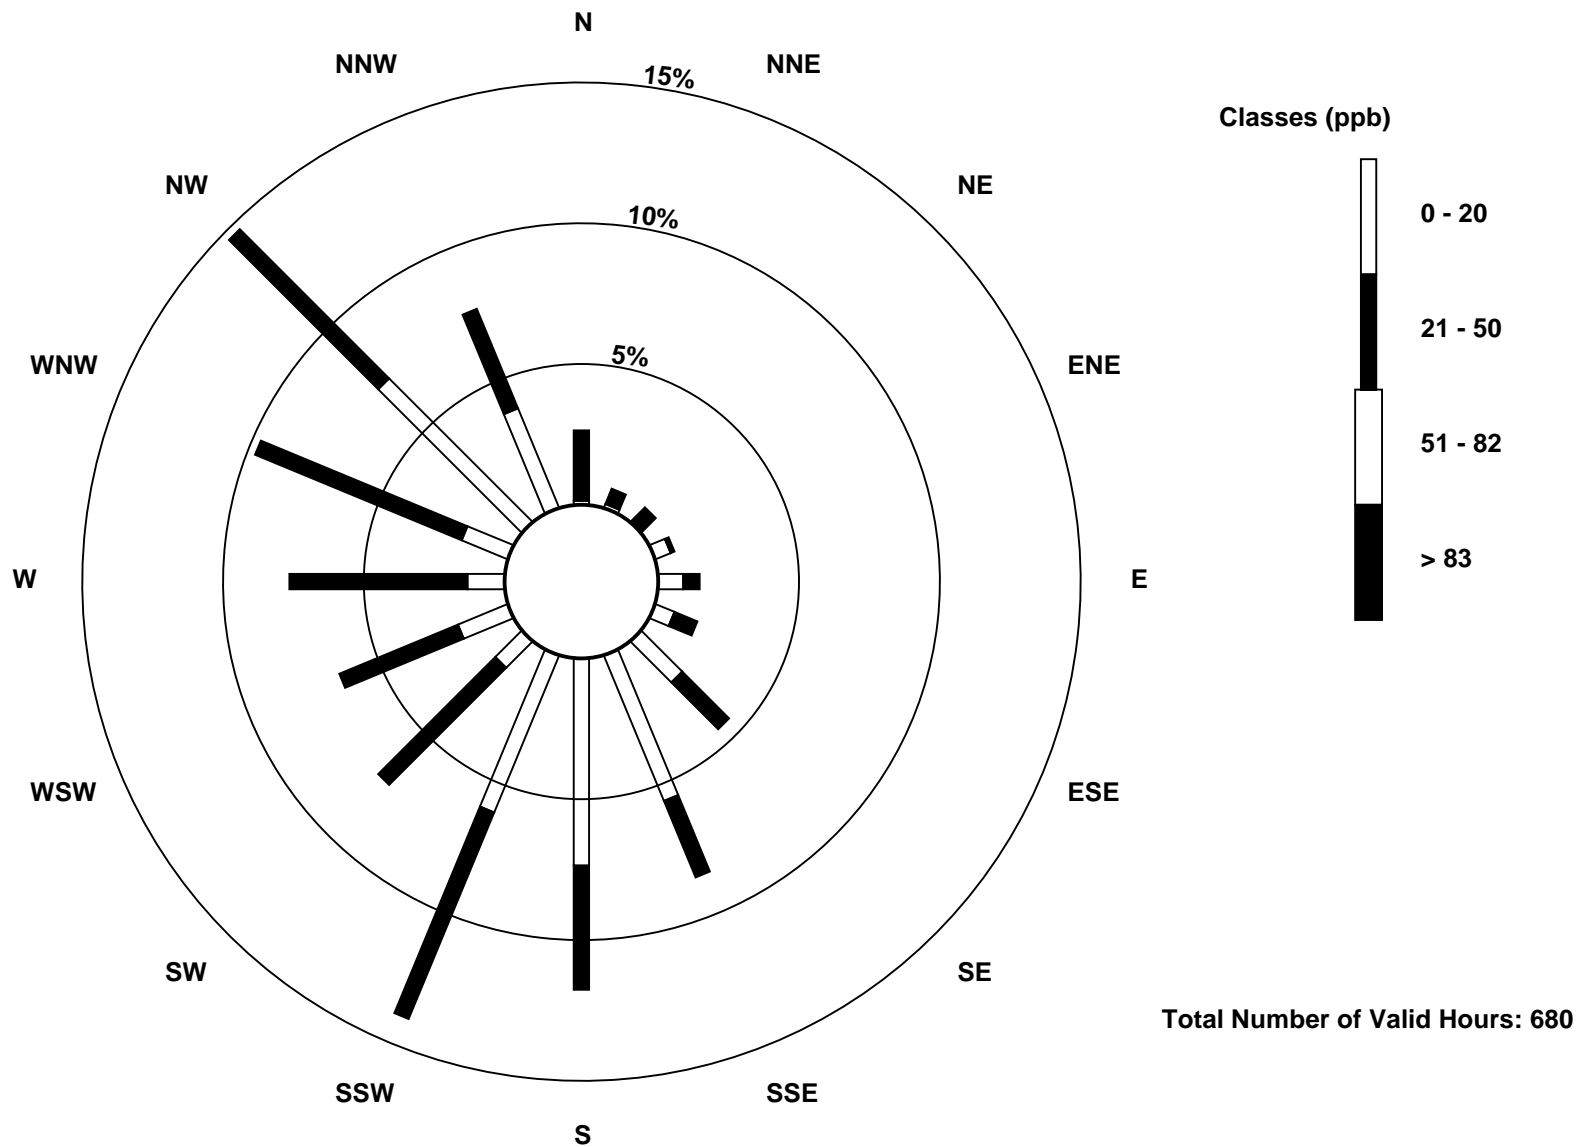 N
NNW
NNE
15%
Classes (ppb)
NW
NE
0 - 20
10%
21 - 50
5%
WNW
ENE
51 - 82
> 83
W
E
WSW
ESE
SW
SE
Total Number of Valid Hours: 680
SSW
SSE
S